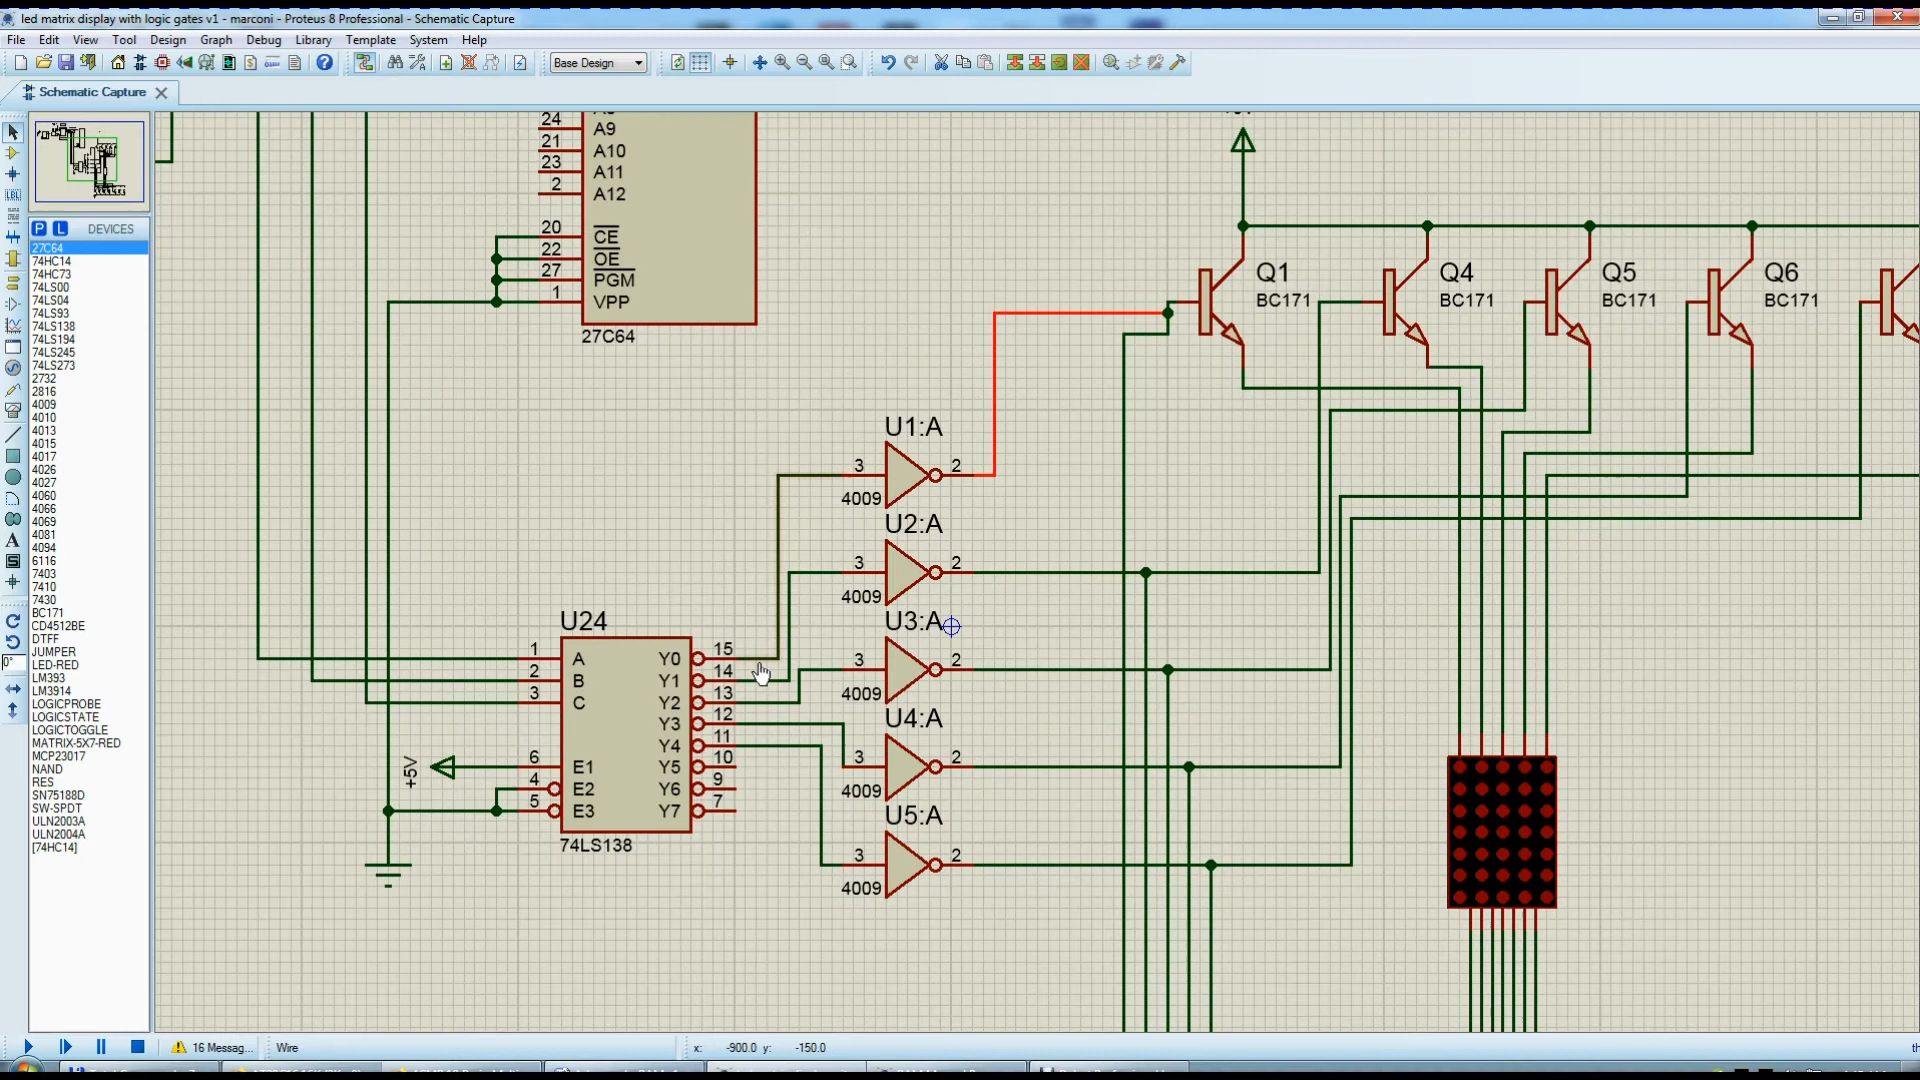 led matrix display with logic gates v1 - marconi - Proteus 8 Professional - Schematic Capture
File Edit View Tool Design Graph Debug Library Template System Help
Base Design
Schematic Capture
P L DEVICES
27C64
74HC14
74HC73
74LS00
74LS04
74LS93
74LS138
74LS194
74LS245
74LS273
2732
2816
4009
4010
4013
4015
4017
4026
4027
4060
4066
4069
4081
4094
6116
7403
7410
7430
BC171
CD4512BE
DTFF
JUMPER
LED-RED
LM393
LM3914
LOGICPROBE
LOGICSTATE
LOGICTOGGLE
MATRIX-5X7-RED
MCP23017
NAND
RES
SN75188D
SW-SPDT
ULN2003A
ULN2004A
[74HC14]
0°
LBL
24 A9
21 A10
23 A11
2 A12
20 CE
22 OE
27 PGM
1 VPP
27C64
Q1
BC171
Q4
BC171
Q5
BC171
Q6
BC171
U1:A
3 2
4009
U2:A
3 2
4009
U3:A
3 2
4009
U4:A
3 2
4009
U5:A
3 2
4009
U24
1 A Y0 15
2 B Y1 14
3 C Y2 13
Y3 12
Y4 11
6 E1 Y5 10
4 E2 Y6 9
5 E3 Y7 7
74LS138
+5V
16 Messag...
Wire
x: -900.0 y: -150.0
th